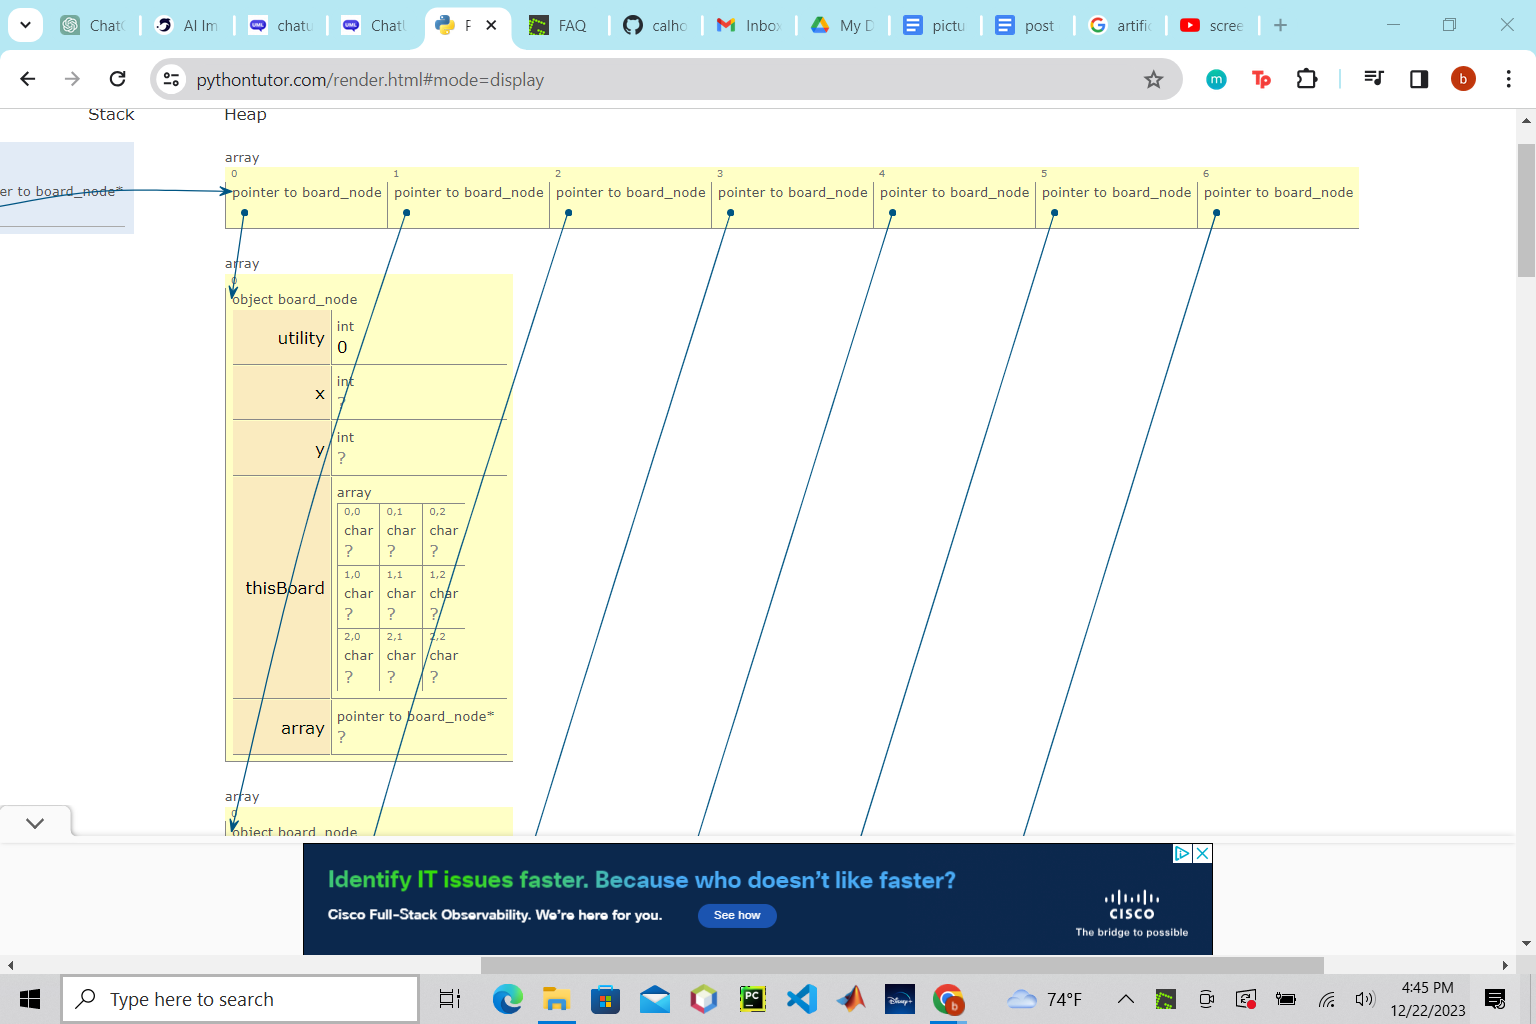 ChatG
AI Im
chatu
ChatU
P
FAQ
calho
Inbox
My D
pictu
post
artific
scree
pythontutor.com/render.html#mode=display
m
Tp
b
Stack
Heap
er to board_node*
array
0 1 2 3 4 5 6
pointer to board_node pointer to board_node pointer to board_node pointer to board_node pointer to board_node pointer to board_node pointer to board_node
array
0
object board_node
utility
int
0
x
int
?
y
int
?
thisBoard
array
0,0 0,1 0,2
char char char
? ? ?
1,0 1,1 1,2
char char char
? ? ?
2,0 2,1 2,2
char char char
? ? ?
array
pointer to board_node*
?
array
0
object board_node
Identify IT issues faster. Because who doesn't like faster?
Cisco Full-Stack Observability. We're here for you.
See how
CISCO
The bridge to possible
Type here to search
PC
Disney+
b
74°F
4:45 PM
12/22/2023